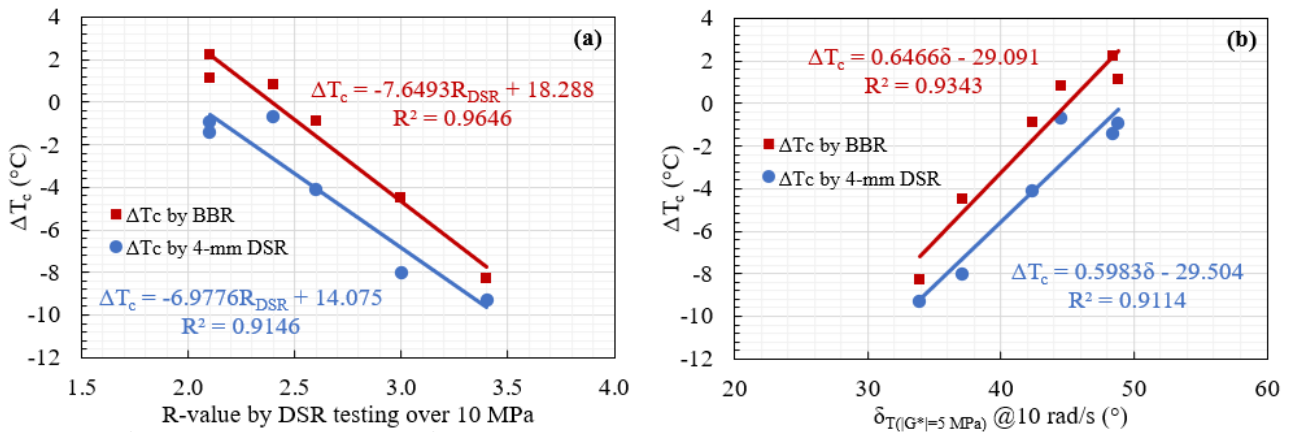 (a)
ΔTc = -7.6493RDSR + 18.288
R² = 0.9646
ΔTc by BBR
ΔTc by 4-mm DSR
ΔTc = -6.9776RDSR + 14.075
R² = 0.9146
ΔTc (°C)
4
2
0
-2
-4
-6
-8
-10
-12
1.5 2.0 2.5 3.0 3.5 4.0
R-value by DSR testing over 10 MPa
(b)
ΔTc = 0.6466δ - 29.091
R² = 0.9343
ΔTc by BBR
ΔTc by 4-mm DSR
ΔTc = 0.5983δ - 29.504
R² = 0.9114
ΔTc (°C)
4
2
0
-2
-4
-6
-8
-10
-12
20 30 40 50 60
δT(|G*|=5 MPa) @10 rad/s (°)